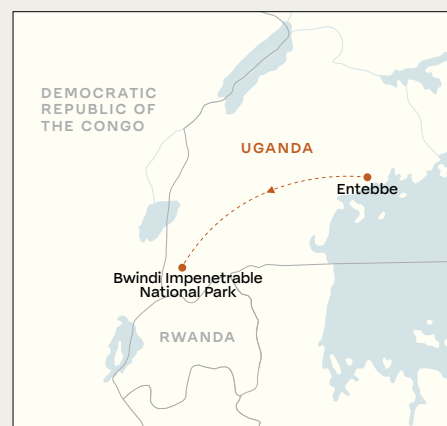 DEMOCRATIC
REPUBLIC OF
THE CONGO
UGANDA
Entebbe
Bwindi Impenetrable
National Park
RWANDA